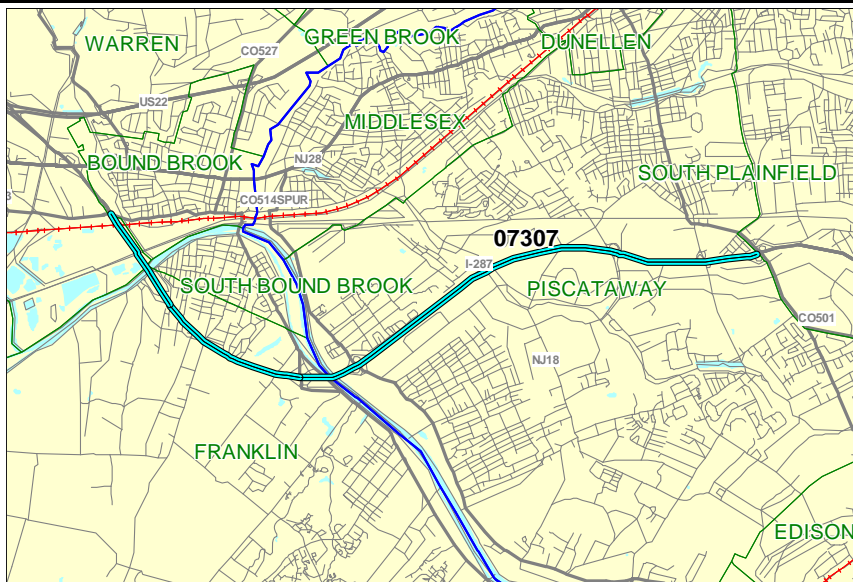 WARREN
GREEN BROOK
DUNELLEN
CO527
US22
MIDDLESEX
BOUND BROOK
NJ28
SOUTH PLAINFIELD
3
CO514SPUR
07307
I-287
SOUTH BOUND BROOK
PISCATAWAY
CO501
NJ18
FRANKLIN
EDISON